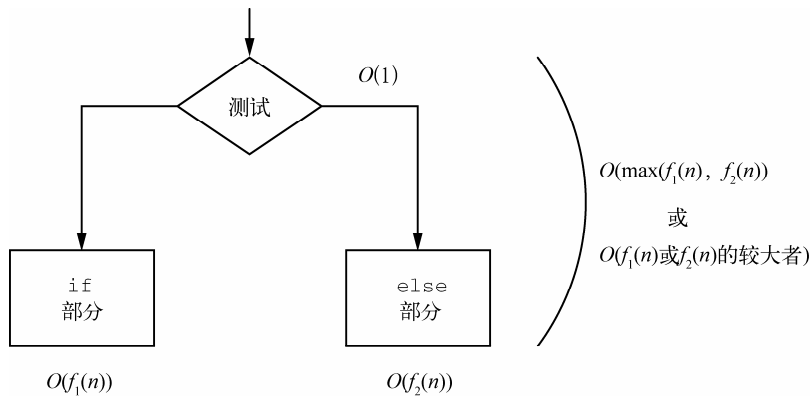 O(1)
测试
O(max(f₁(n), f₂(n))
或
O(f₁(n)或f₂(n)的较大者)
if
部分
else
部分
O(f₁(n))
O(f₂(n))